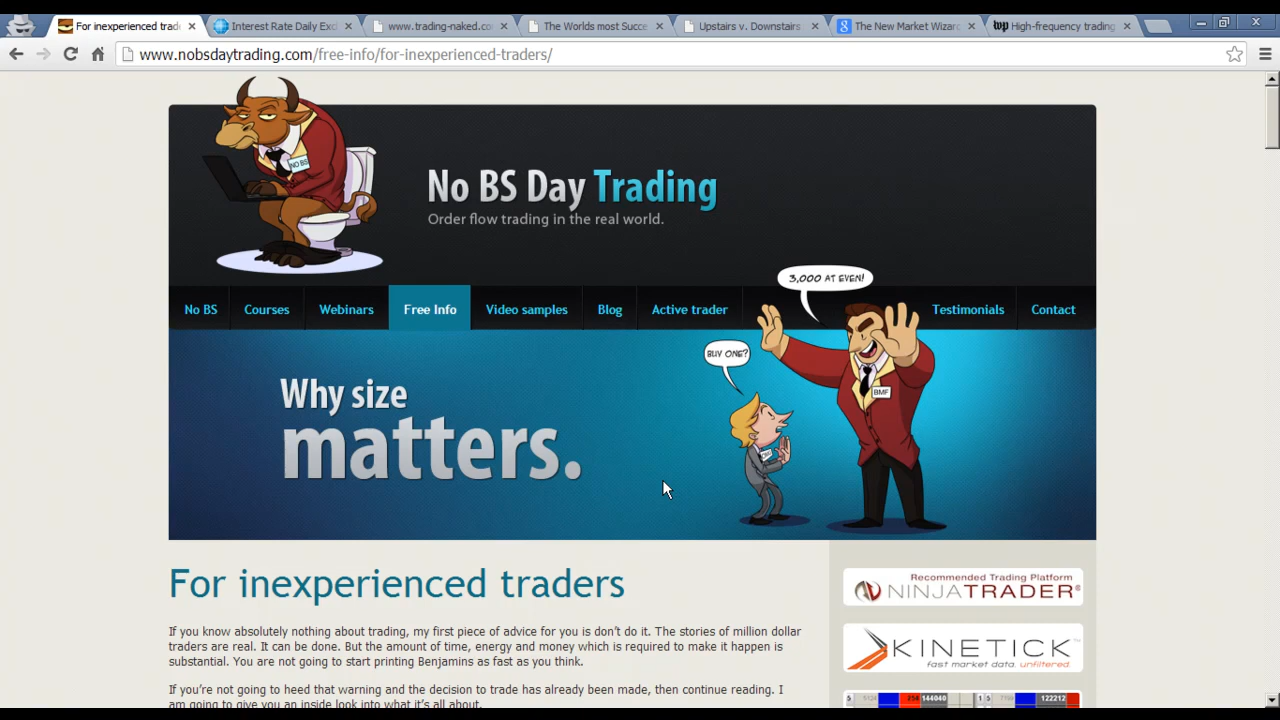 For inexperienced trade
Interest Rate Daily Exc
www.trading-naked.co
The Worlds most Succe
Upstairs v. Downstairs
The New Market Wizar
High-frequency trading
www.nobsdaytrading.com/free-info/for-inexperienced-traders/
NO BS
No BS Day Trading
Order flow trading in the real world.
3,000 AT EVEN!
No BS
Courses
Webinars
Free Info
Video samples
Blog
Active trader
Testimonials
Contact
BUY ONE?
BMF
Why size
matters.
For inexperienced traders
If you know absolutely nothing about trading, my first piece of advice for you is don't do it. The stories of million dollar
traders are real. It can be done. But the amount of time, energy and money which is required to make it happen is
substantial. You are not going to start printing Benjamins as fast as you think.
If you're not going to heed that warning and the decision to trade has already been made, then continue reading. I
am going to give you an inside look into what it's all about.
Recommended Trading Platform
NINJATRADER®
KINETICK™
fast market data. unfiltered.
144040
122212